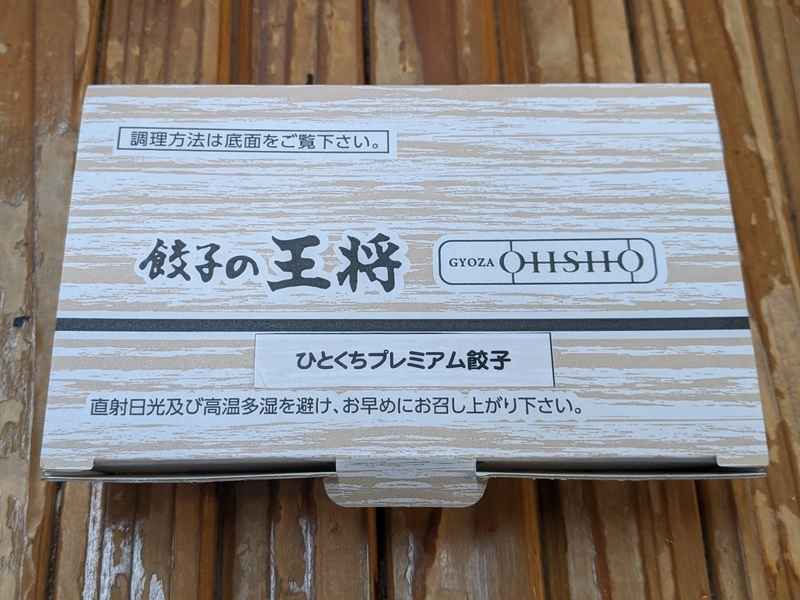 調理方法は底面をご覧下さい。
餃子の王将 GYOZA OHSHO
ひとくちプレミアム餃子
直射日光及び高温多湿を避け、お早めにお召し上がり下さい。